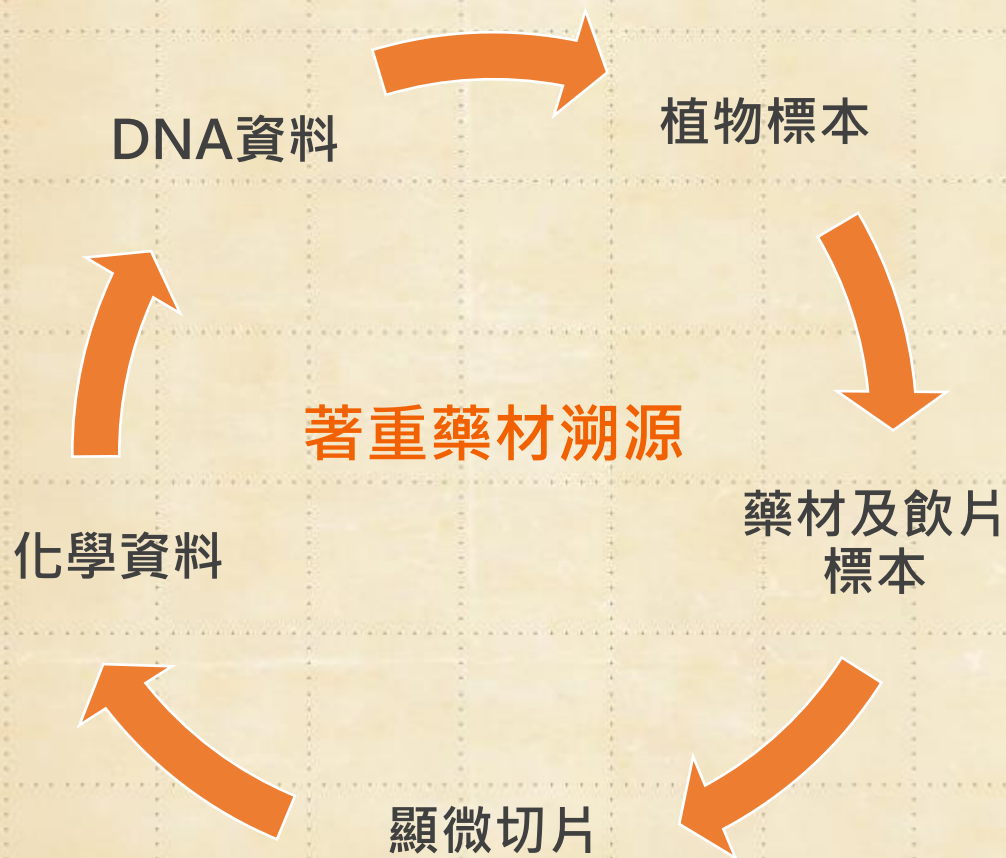 DNA資料
植物標本
著重藥材溯源
藥材及飲片
標本
化學資料
顯微切片